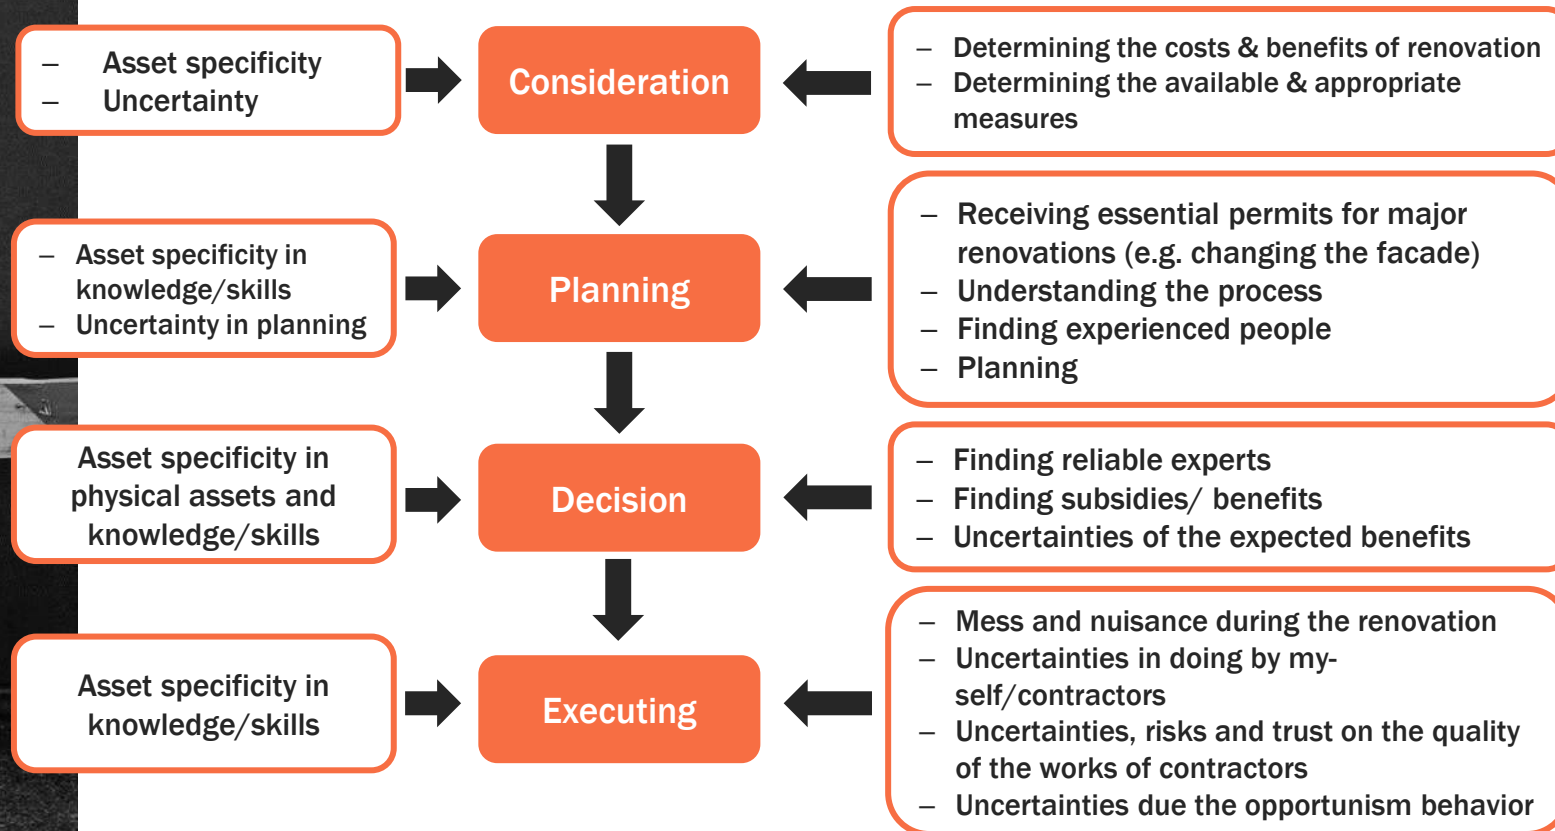 – Asset specificity
– Uncertainty
Consideration
– Determining the costs & benefits of renovation
– Determining the available & appropriate
measures
– Asset specificity in
knowledge/skills
– Uncertainty in planning
Planning
– Receiving essential permits for major
renovations (e.g. changing the facade)
– Understanding the process
– Finding experienced people
– Planning
Asset specificity in
physical assets and
knowledge/skills
Decision
– Finding reliable experts
– Finding subsidies/ benefits
– Uncertainties of the expected benefits
Asset specificity in
knowledge/skills
Executing
– Mess and nuisance during the renovation
– Uncertainties in doing by my-
self/contractors
– Uncertainties, risks and trust on the quality
of the works of contractors
– Uncertainties due the opportunism behavior